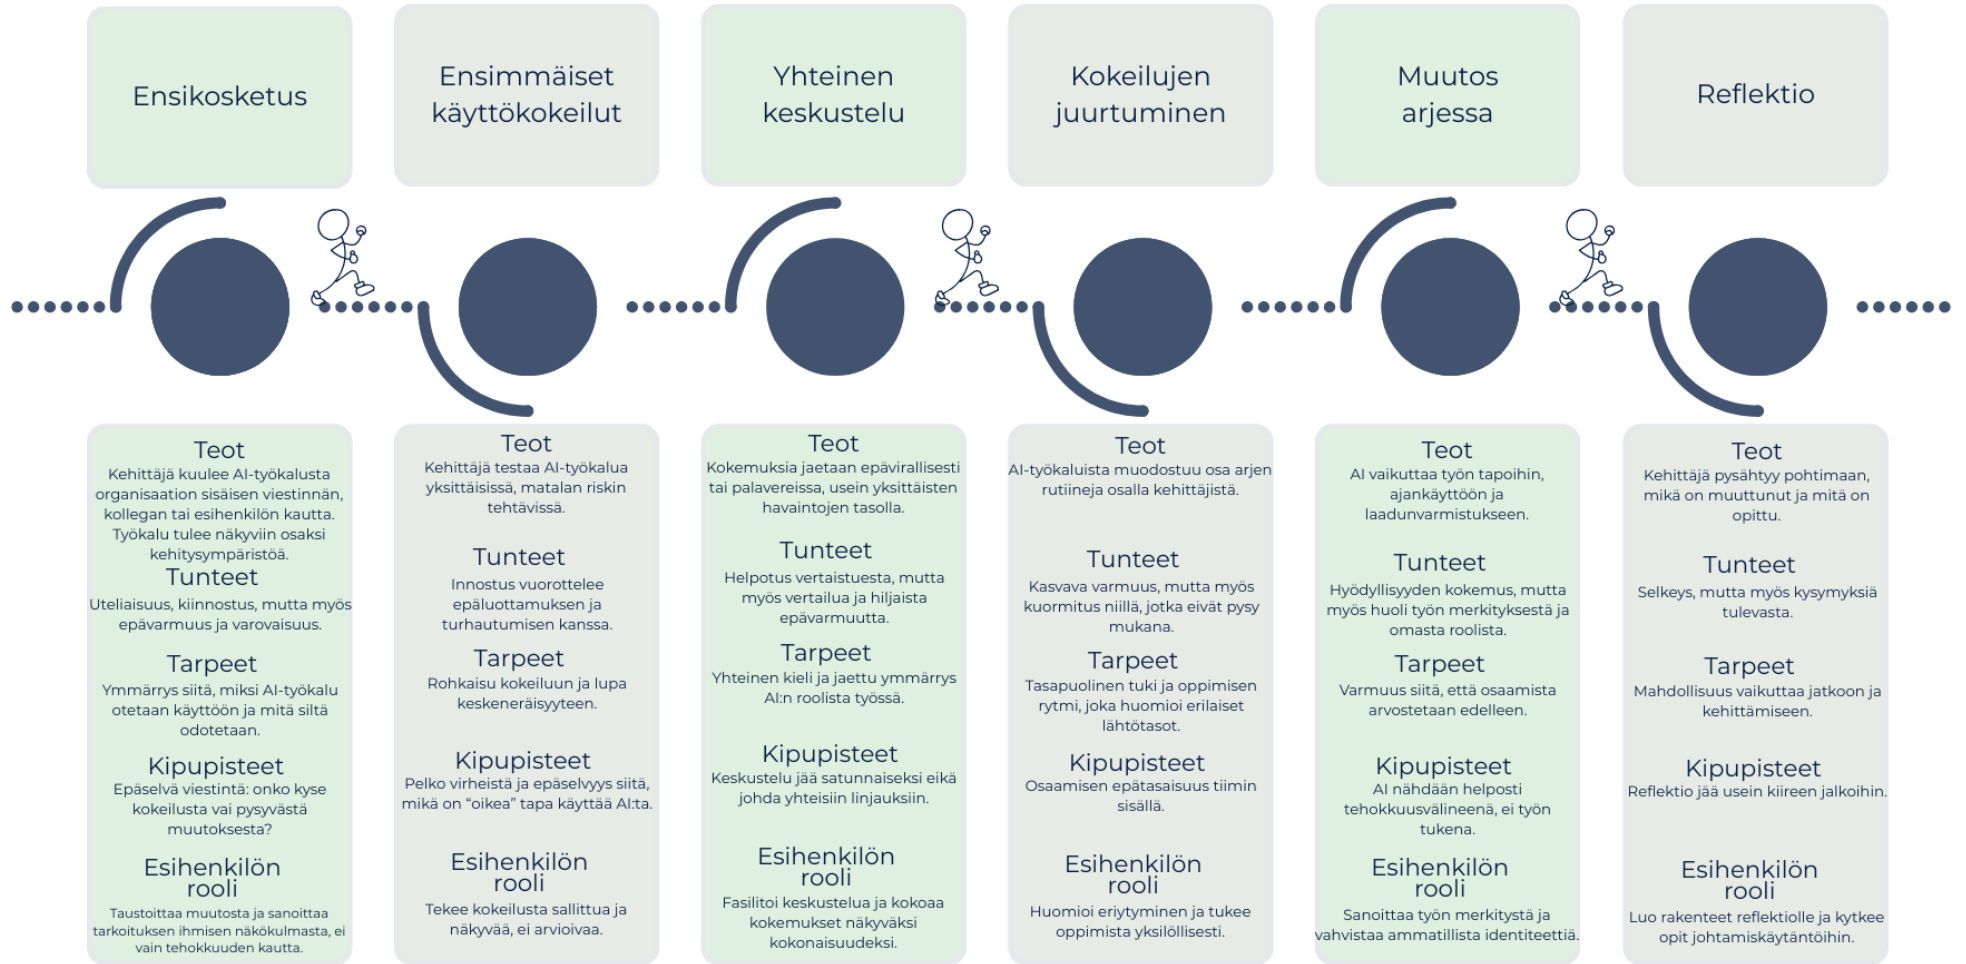 Ensikosketus
Ensimmäiset
käyttökokeilut
Yhteinen
keskustelu
Kokeilujen
juurtuminen
Muutos
arjessa
Reflektio
Teot
Kehittäjä kuulee AI-työkalusta
organisaation sisäisen viestinnän,
kollegan tai esihenkilön kautta.
Työkalu tulee näkyviin osaksi
kehitysympäristöä.
Tunteet
Uteliaisuus, kiinnostus, mutta myös
epävarmuus ja varovaisuus.
Tarpeet
Ymmärrys siitä, miksi AI-työkalu
otetaan käyttöön ja mitä siltä
odotetaan.
Kipupisteet
Epäselvä viestintä: onko kyse
kokeilusta vai pysyvästä
muutoksesta?
Esihenkilön
rooli
Taustoittaa muutosta ja sanoittaa
tarkoituksen ihmisen näkökulmasta, ei
vain tehokkuuden kautta.
Teot
Kehittäjä testaa AI-työkalua
yksittäisissä, matalan riskin
tehtävissä.
Tunteet
Innostus vuorottelee
epäluottamuksen ja
turhautumisen kanssa.
Tarpeet
Rohkaisu kokeiluun ja lupa
keskeneräisyyteen.
Kipupisteet
Pelko virheistä ja epäselvyys siitä,
mikä on “oikea” tapa käyttää AI:ta.
Esihenkilön
rooli
Tekee kokeilusta sallittua ja
näkyvää, ei arvioivaa.
Teot
Kokemuksia jaetaan epävirallisesti
tai palavereissa, usein yksittäisten
havaintojen tasolla.
Tunteet
Helpotus vertaistuesta, mutta
myös vertailua ja hiljaista
epävarmuutta.
Tarpeet
Yhteinen kieli ja jaettu ymmärrys
AI:n roolista työssä.
Kipupisteet
Keskustelu jää satunnaiseksi eikä
johda yhteisiin linjauksiin.
Esihenkilön
rooli
Fasilitoi keskustelua ja kokoaa
kokemukset näkyväksi
kokonaisuudeksi.
Teot
AI-työkaluista muodostuu osa arjen
rutiineja osalla kehittäjistä.
Tunteet
Kasvava varmuus, mutta myös
kuormitus niillä, jotka eivät pysy
mukana.
Tarpeet
Tasapuolinen tuki ja oppimisen
rytmi, joka huomioi erilaiset
lähtötasot.
Kipupisteet
Osaamisen epätasaisuus tiimin
sisällä.
Esihenkilön
rooli
Huomioi eriytyminen ja tukee
oppimista yksilöllisesti.
Teot
AI vaikuttaa työn tapoihin,
ajankäyttöön ja
laadunvarmistukseen.
Tunteet
Hyödyllisyyden kokemus, mutta
myös huoli työn merkityksestä ja
omasta roolista.
Tarpeet
Varmuus siitä, että osaamista
arvostetaan edelleen.
Kipupisteet
AI nähdään helposti
tehokkuusvälineenä, ei työn
tukena.
Esihenkilön
rooli
Sanoittaa työn merkitystä ja
vahvistaa ammatillista identiteettiä.
Teot
Kehittäjä pysähtyy pohtimaan,
mikä on muuttunut ja mitä on
opittu.
Tunteet
Selkeys, mutta myös kysymyksiä
tulevasta.
Tarpeet
Mahdollisuus vaikuttaa jatkoon ja
kehittämiseen.
Kipupisteet
Reflektio jää usein kiireen jalkoihin.
Esihenkilön
rooli
Luo rakenteet reflektiolle ja kytkee
opit johtamiskäytäntöihin.